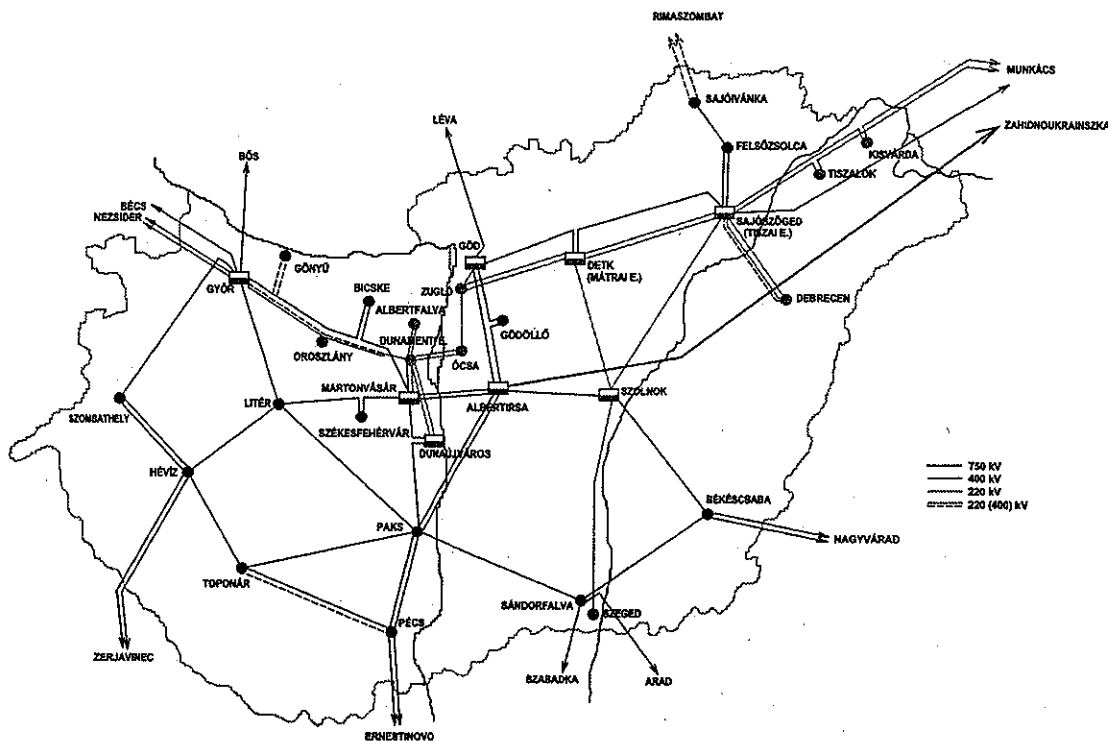 RIMASZOMBAT
MUNKÁCS
SAJÓIVÁNKA
LÉVA
ZAHIDNOUKRAINSZKA
FELSŐZSOLCA
KISVÁRDA
BŐS
TISZALÖK
BÉCS
NEZSIDER
SAJÓSZÖGED
(TISZAI E.)
GÖD
GÖNYŰ
DETK
(MÁTRAI E.)
GYŐR
BICSKE
ZUGLÓ
DEBRECEN
ALBERTFALVA
DUNAMENTI E.
GÖDÖLLŐ
OROSZLÁNY
ÓCSA
MARTONVÁSÁR
SZOLNOK
LITÉR
ALBERTIRSA
SZONSATHELY
SZÉKESFEHÉRVÁR
DUNAÚJVÁROS
750 kV
HÉVÍZ
400 kV
220 kV
BÉKÉSCSABA
220 (400) kV
PAKS
NAGYVÁRAD
TOPONÁR
SÁNDORFALVA
SZEGED
PÉCS
ZERJAVINEC
SZABADKA
ARAD
ERNESTINOVO